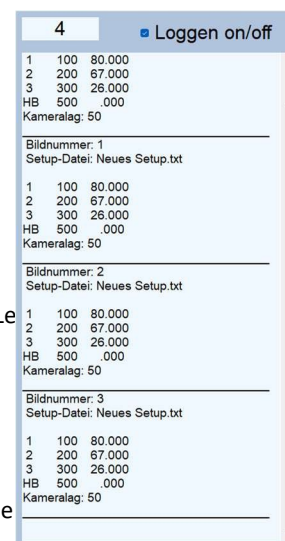 4 Loggen on/off
1 100 80.000
2 200 67.000
3 300 26.000
HB 500 .000
Kameralag: 50
Bildnummer: 1
Setup-Datei: Neues Setup.txt
1 100 80.000
2 200 67.000
3 300 26.000
HB 500 .000
Kameralag: 50
Bildnummer: 2
Setup-Datei: Neues Setup.txt
1 100 80.000
2 200 67.000
3 300 26.000
HB 500 .000
Kameralag: 50
Bildnummer: 3
Setup-Datei: Neues Setup.txt
1 100 80.000
2 200 67.000
3 300 26.000
HB 500 .000
Kameralag: 50